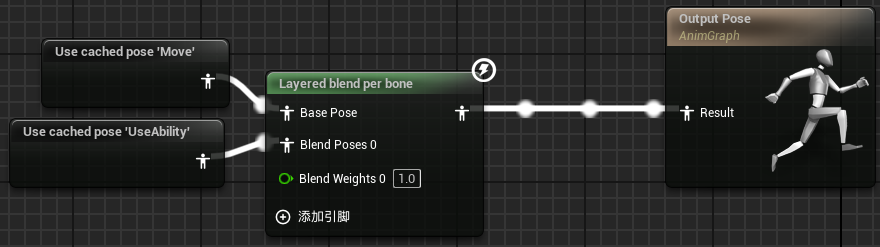 Use cached pose 'Move'
Use cached pose 'UseAbility'
Layered blend per bone
Base Pose
Blend Poses 0
Blend Weights 0 1.0
添加引脚
Output Pose
AnimGraph
Result